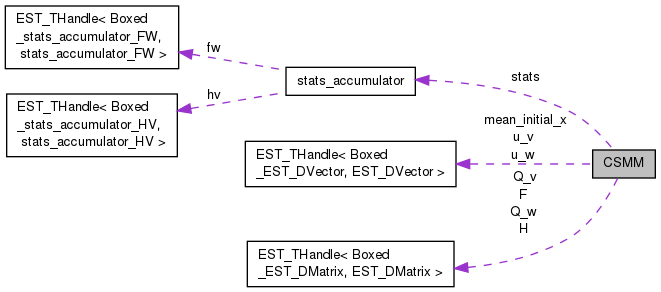 EST_THandle< Boxed
_stats_accumulator_FW,
stats_accumulator_FW >
fw
EST_THandle< Boxed
_stats_accumulator_HV,
stats_accumulator_HV >
hv
stats_accumulator
stats
mean_initial_x
u_v
u_w
EST_THandle< Boxed
_EST_DVector, EST_DVector >
CSMM
Q_v
F
Q_w
H
EST_THandle< Boxed
_EST_DMatrix, EST_DMatrix >